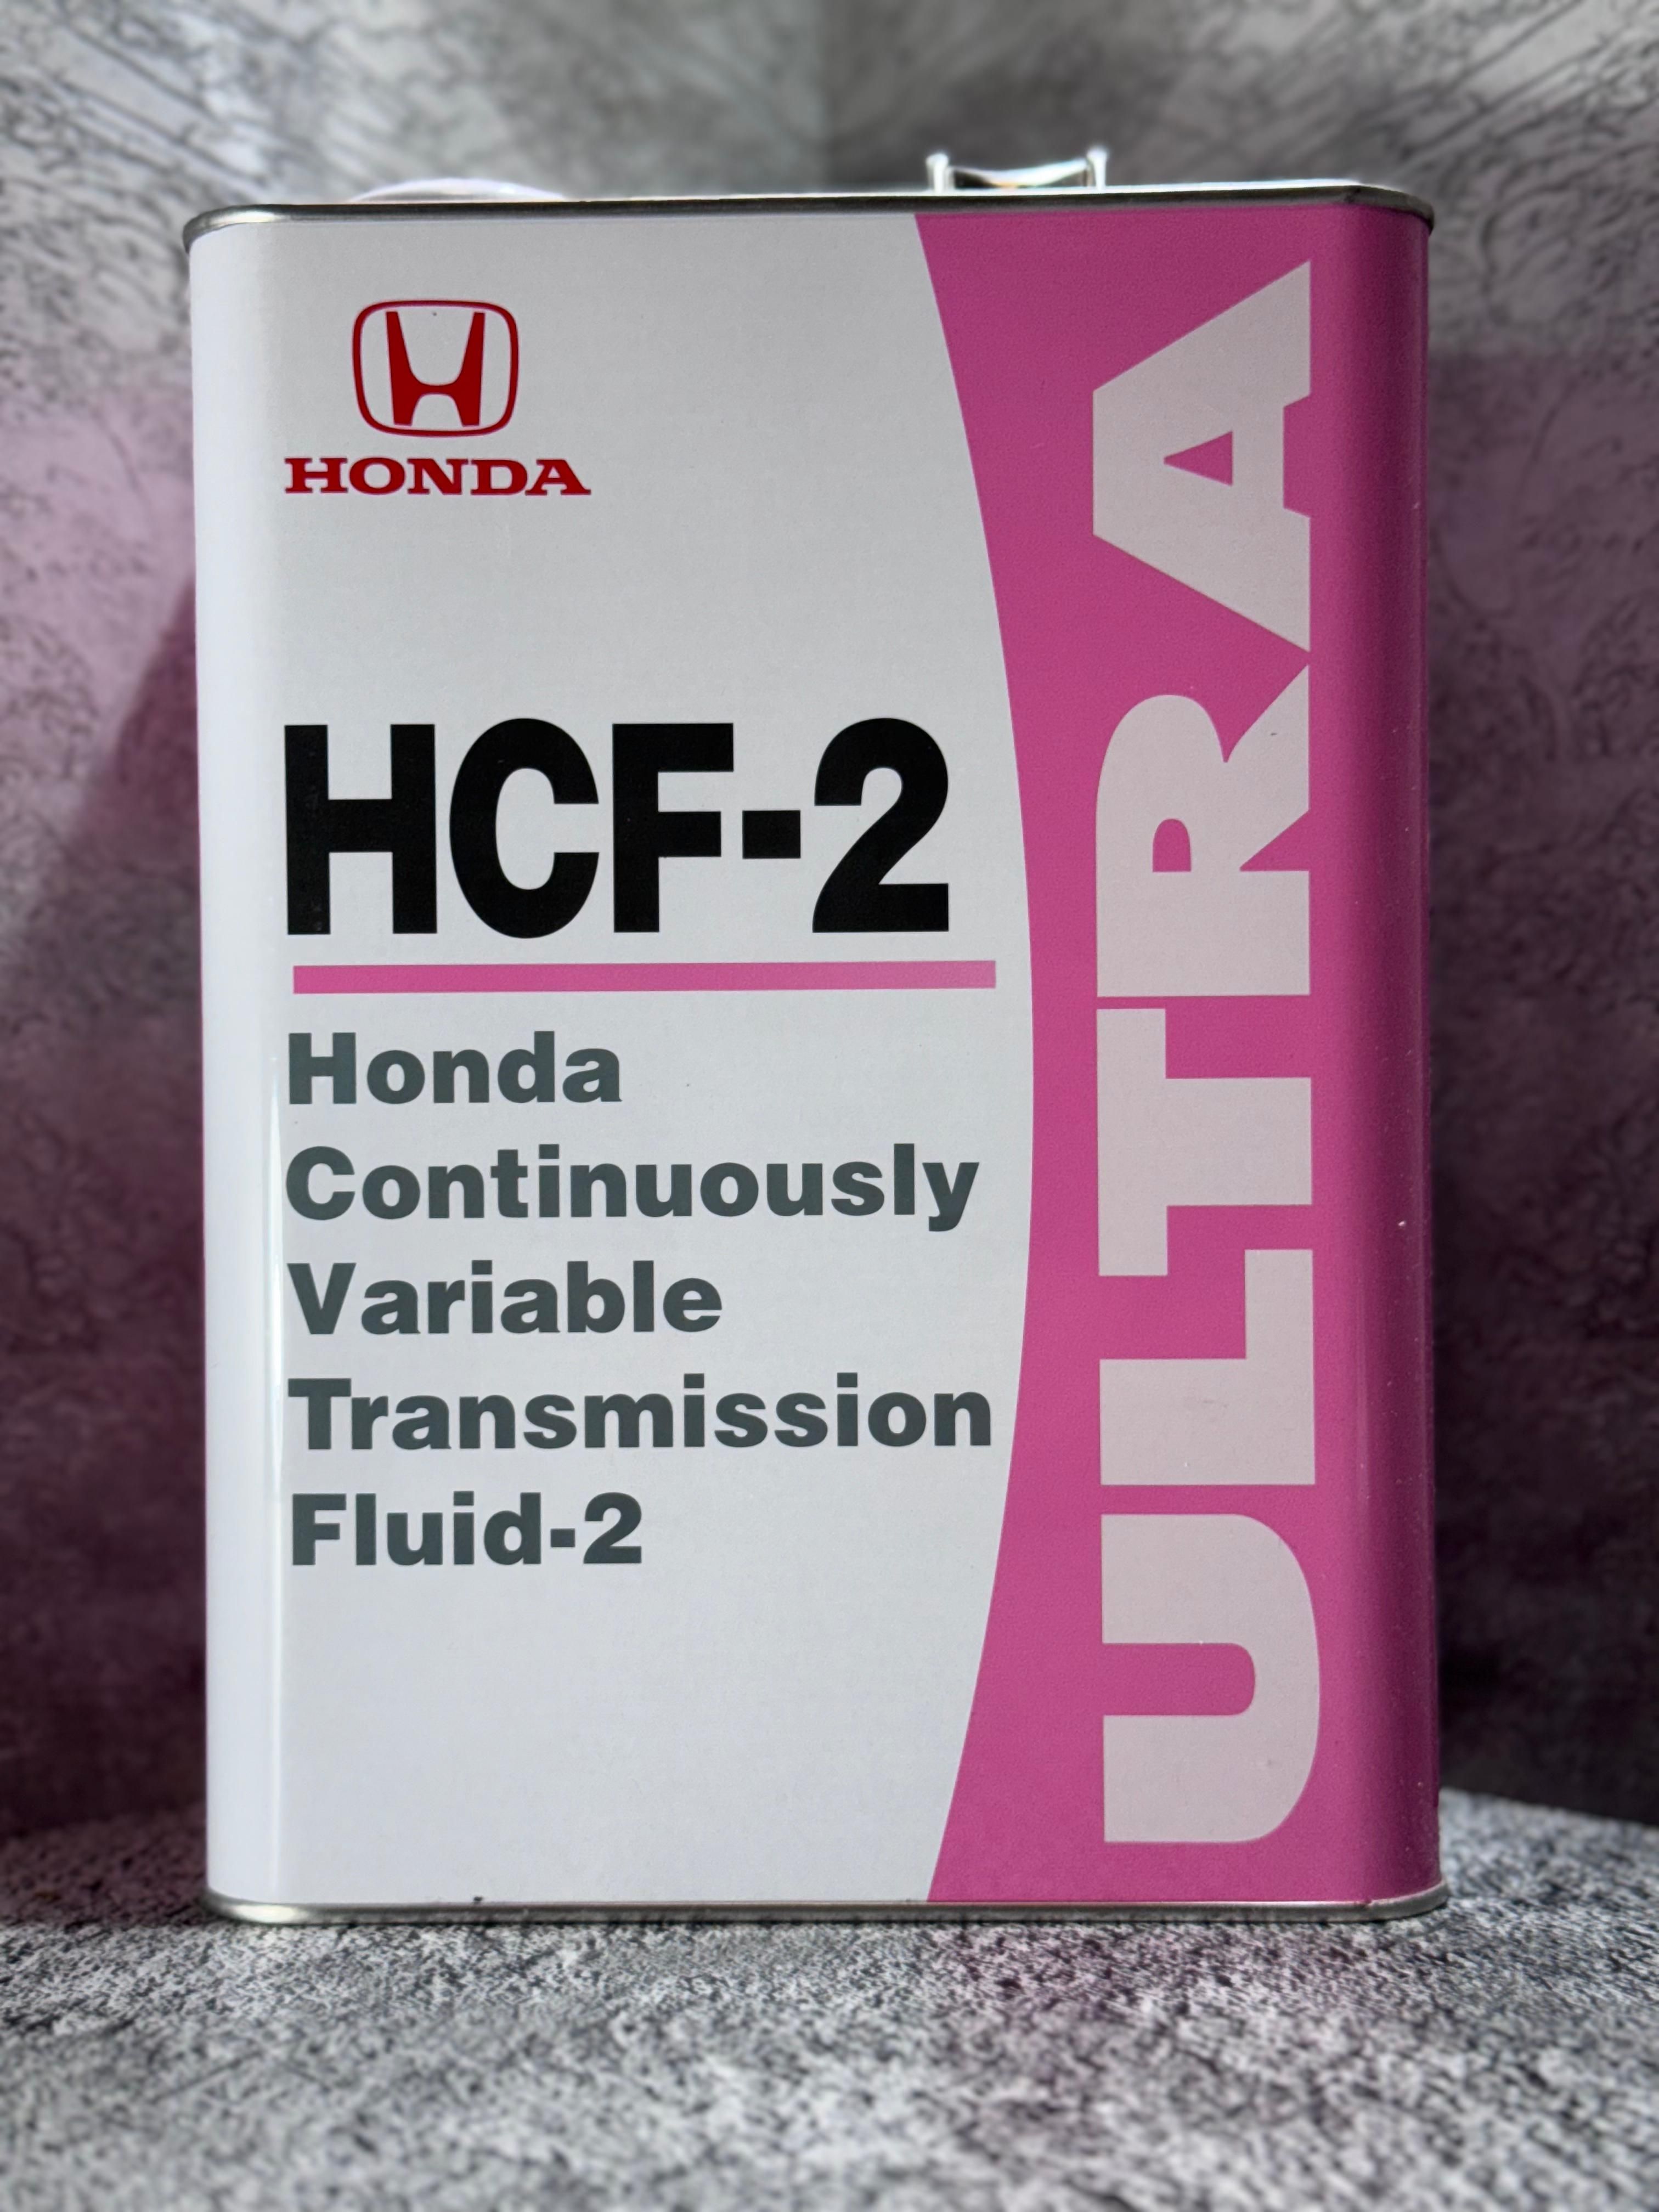 HONDA
HCF-2
Honda
Continuously
Variable
Transmission
Fluid-2
ULTRA